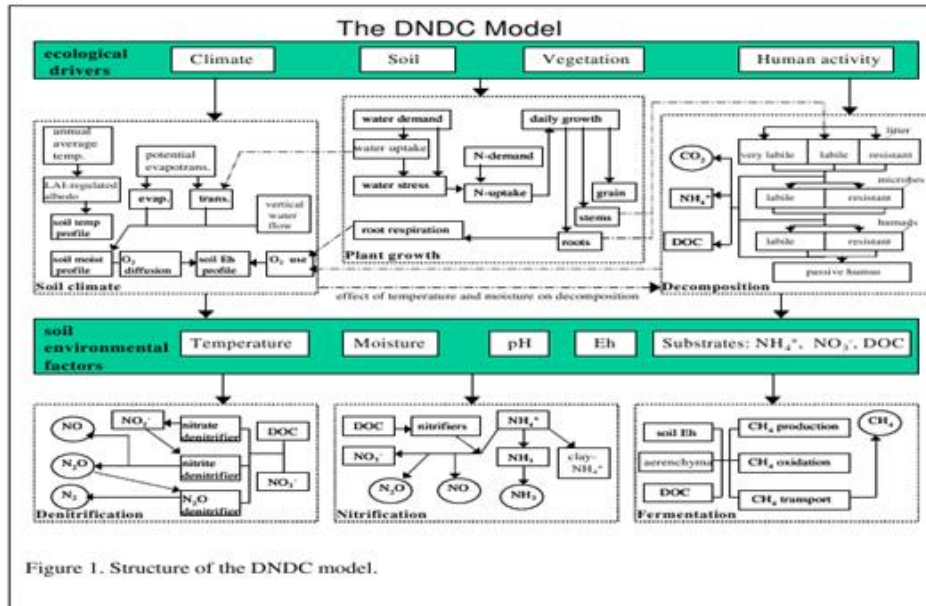 The DNDC Model
ecological
drivers
Climate
Soil
Vegetation
Human activity
annual
average
temp.
LAI-regulated
albedo
soil temp
profile
soil moist
profile
potential
evapotrans.
evap.
trans.
vertical
water
flow
O₂
diffusion
soil Eh
profile
O₂ use
Soil climate
water demand
water uptake
water stress
daily growth
N-demand
N-uptake
grain
stems
roots
root respiration
Plant growth
litter
very labile
labile
resistant
microbes
labile
resistant
humads
labile
resistant
passive humus
CO₂
NH₄⁺
DOC
Decomposition
effect of temperature and moisture on decomposition
soil
environmental
factors
Temperature
Moisture
pH
Eh
Substrates: NH₄⁺, NO₃⁻, DOC
NO
N₂O
N₂
nitrate
denitrifier
nitrite
denitrifier
N₂O
denitrifier
DOC
NO₃⁻
Denitrification
DOC
nitrifiers
NH₄⁺
NO₃⁻
N₂O
NO
NH₃
NH₃
clay-
NH₄⁺
Nitrification
soil Eh
aerenchyma
DOC
CH₄ production
CH₄ oxidation
CH₄ transport
CH₄
Fermentation
Figure 1. Structure of the DNDC model.